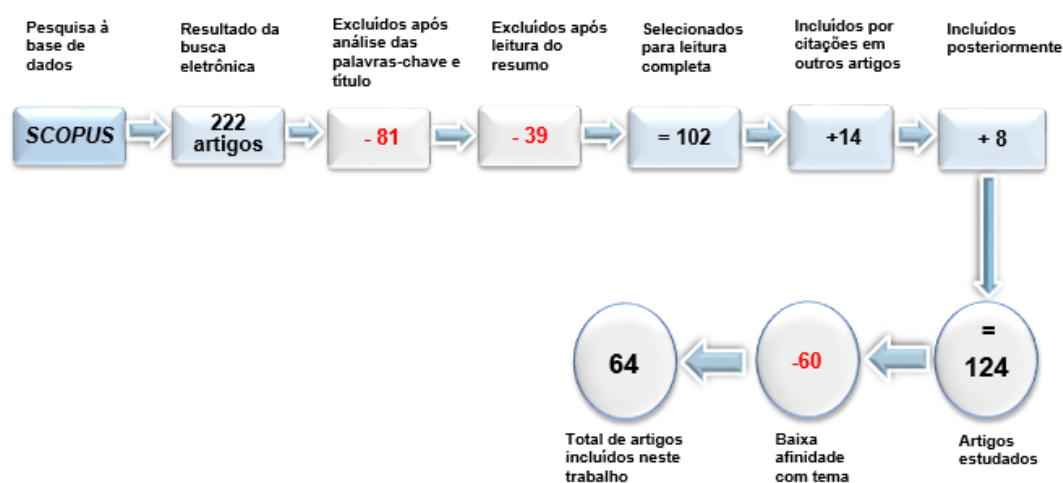 Pesquisa à
base de
dados
Resultado da
busca
eletrônica
Excluídos após
análise das
palavras-chave e
título
Excluídos após
leitura do
resumo
Selecionados
para leitura
completa
Incluídos por
citações em
outros artigos
Incluídos
posteriormente
SCOPUS
222
artigos
- 81
- 39
= 102
+14
+ 8
64
-60
=
124
Total de artigos
incluídos neste
trabalho
Baixa
afinidade
com tema
Artigos
estudados